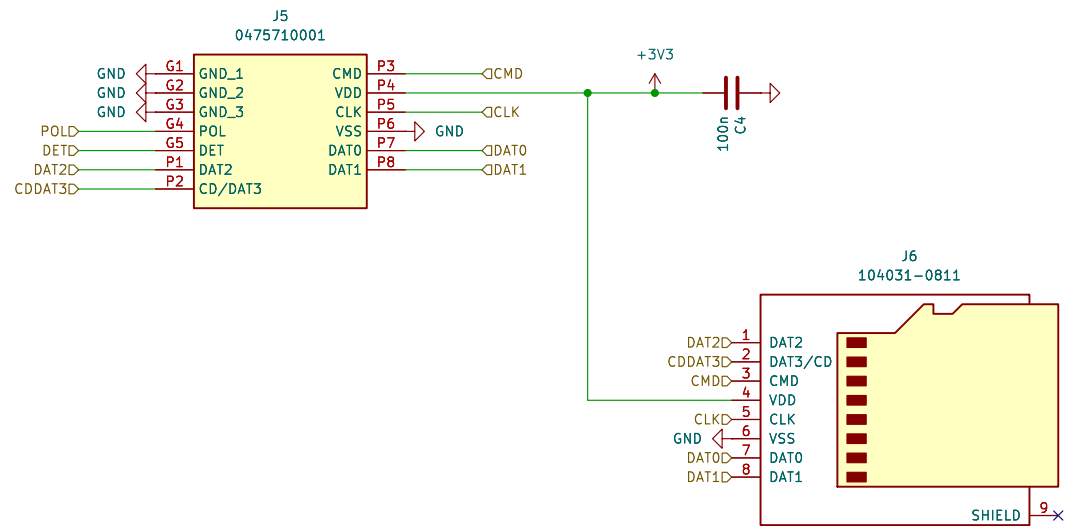 J5
0475710001
GND G1 GND_1
GND G2 GND_2
GND G3 GND_3
POL G4 POL
DET G5 DET
DAT2 P1 DAT2
CDDAT3 P2 CD/DAT3
CMD P3 CMD
VDD P4
CLK P5 CLK
VSS P6 GND
DAT0 P7 DAT0
DAT1 P8 DAT1
+3V3
100n
C4
J6
104031-0811
DAT2 1 DAT2
CDDAT3 2 DAT3/CD
CMD 3 CMD
4 VDD
CLK 5 CLK
GND 6 VSS
DAT0 7 DAT0
DAT1 8 DAT1
SHIELD 9